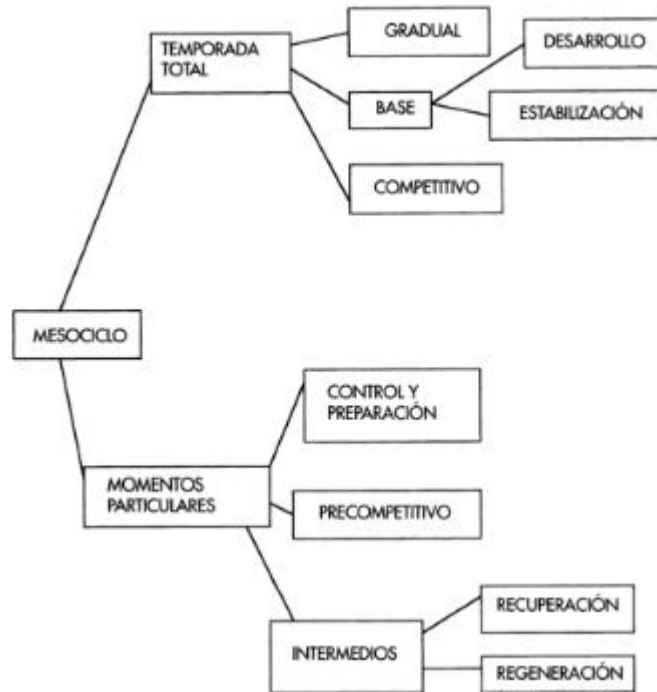 TEMPORADA
TOTAL
GRADUAL
DESARROLLO
BASE
ESTABILIZACIÓN
COMPETITIVO
MESOCICLO
CONTROL Y
PREPARACIÓN
MOMENTOS
PARTICULARES
PRECOMPETITIVO
INTERMEDIOS
RECUPERACIÓN
REGENERACIÓN